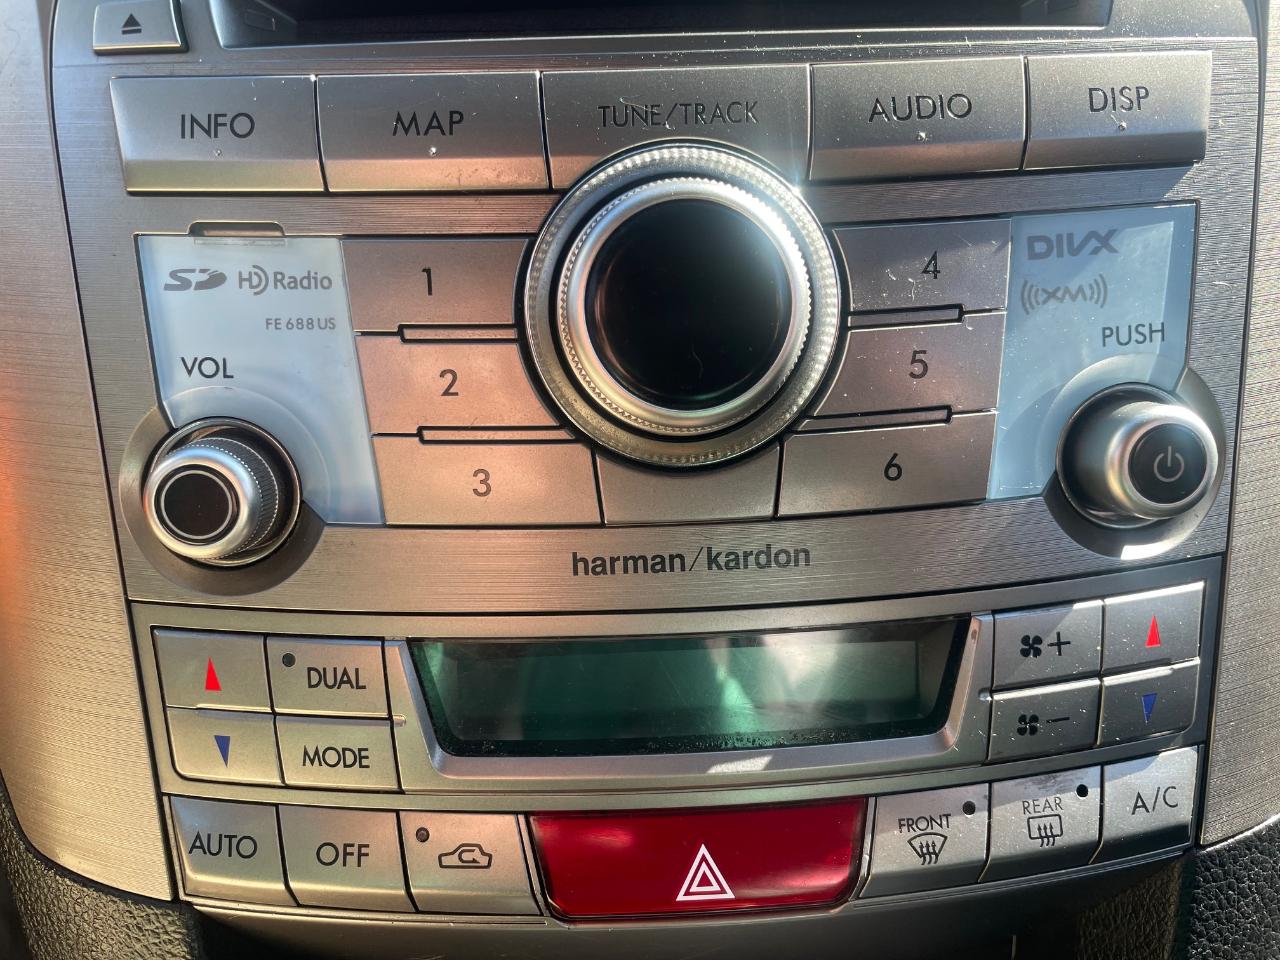 INFO
MAP
TUNE/TRACK
AUDIO
DISP
SD HD Radio
FE 688 US
VOL
1
2
3
4
5
6
DIVX
XM
PUSH
harman/kardon
DUAL
MODE
AUTO
OFF
FRONT
REAR
A/C